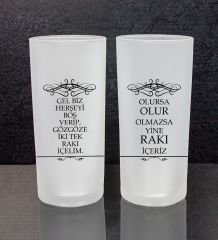 GEL BİZ
HERŞEYİ
BOŞ
VERİP,
GÖZGÖZE
İKİ TEK
RAKI
İÇELİM.
OLURSA
OLUR
OLMAZSA
YİNE
RAKI
İÇERİZ